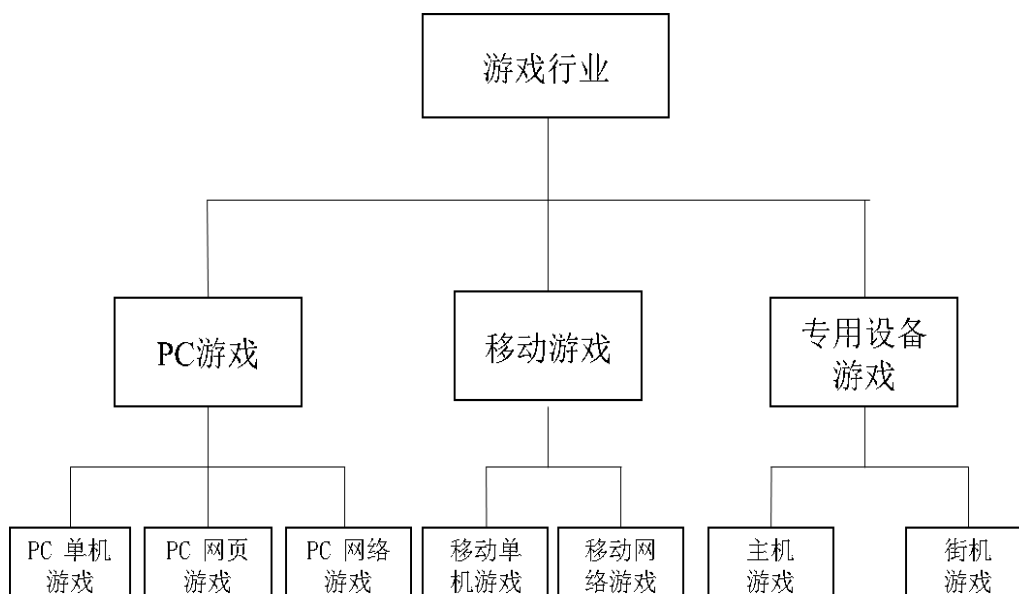 游戏行业
PC游戏
移动游戏
专用设备
游戏
PC 单机
游戏
PC 网页
游戏
PC 网络
游戏
移动单
机游戏
移动网
络游戏
主机
游戏
街机
游戏